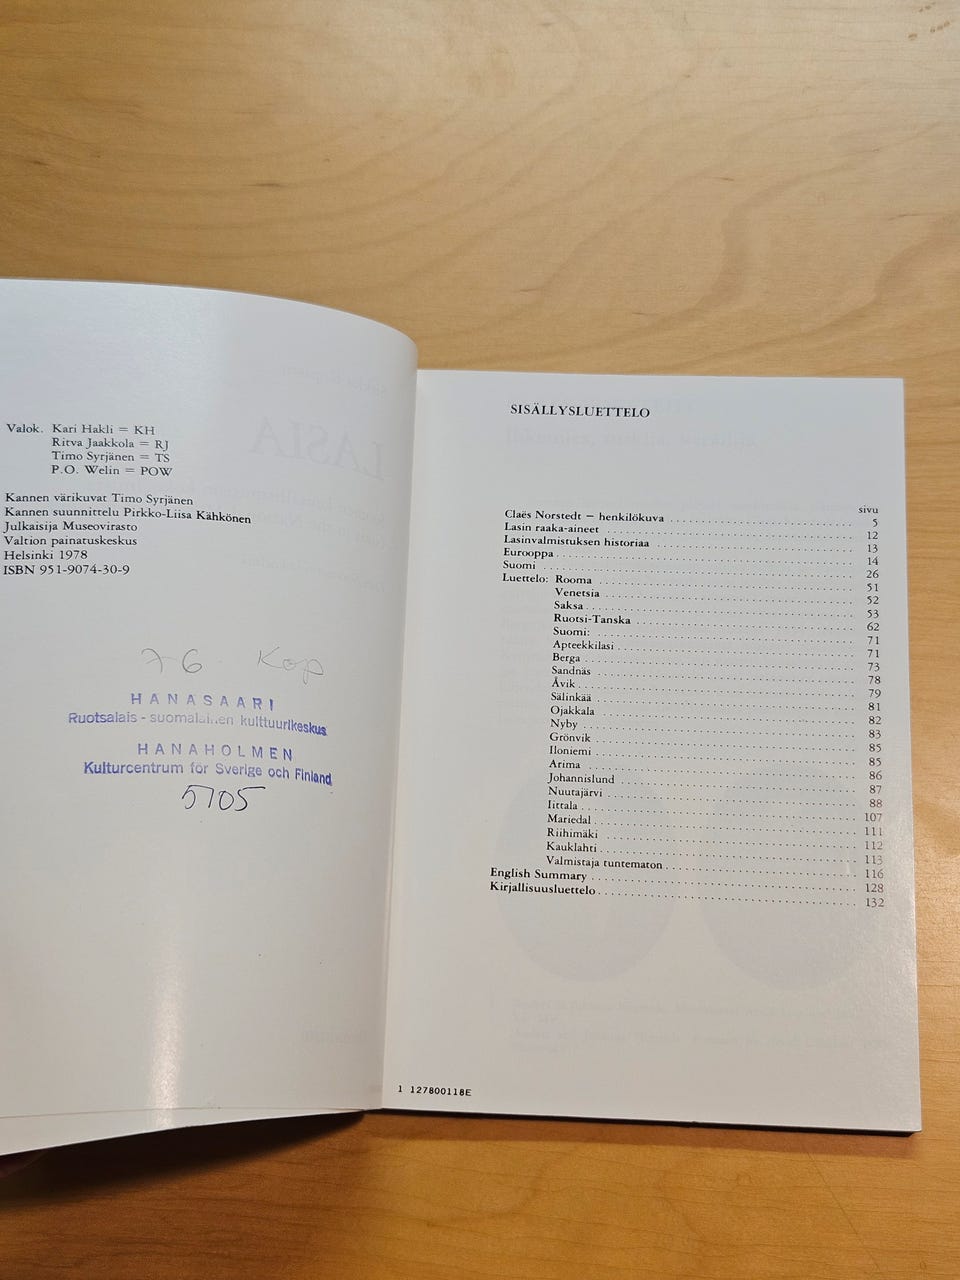 Valok. Kari Hakli = KH
Ritva Jaakkola = RJ
Timo Syrjänen = TS
P.O. Welin = POW
Kannen värikuvat Timo Syrjänen
Kannen suunnittelu Pirkko-Liisa Kähkönen
Julkaisija Museovirasto
Valtion painatuskeskus
Helsinki 1978
ISBN 951-9074-30-9
76 Kop
HANASAARI
Ruotsalais - suomalainen kulttuurikeskus
HANAHOLMEN
Kulturcentrum för Sverige och Finland
5705
SISÄLLYSLUETTELO
sivu
Claës Norstedt — henkilökuva 5
Lasin raaka-aineet 12
Lasinvalmistuksen historiaa 13
Eurooppa 14
Suomi 26
Luettelo: Rooma 51
Venetsia 52
Saksa 53
Ruotsi-Tanska 62
Suomi: 71
Apteekkilasi 71
Berga 73
Sandnäs 78
Åvik 79
Sälinkää 81
Ojakkala 82
Nyby 83
Grönvik 85
Iloniemi 85
Arima 86
Johannislund 87
Nuutajärvi 88
Iittala 107
Mariedal 111
Riihimäki 112
Kauklahti 113
Valmistaja tuntematon 116
English Summary 128
Kirjallisuusluettelo 132
1 127800118E